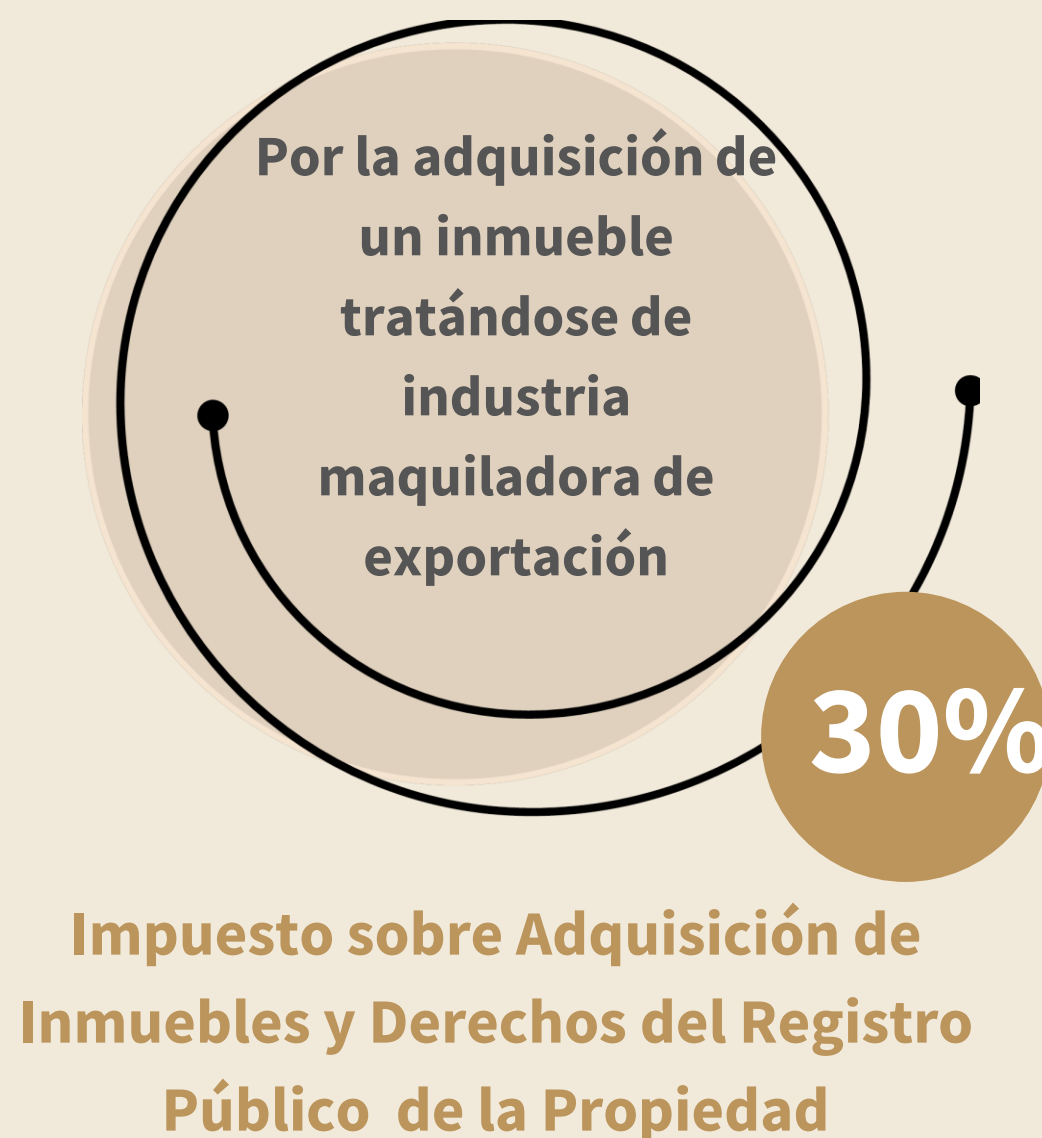 Por la adquisición de
un inmueble
tratándose de
industria
maquiladora de
exportación
30%
Impuesto sobre Adquisición de
Inmuebles y Derechos del Registro
Público  de la Propiedad